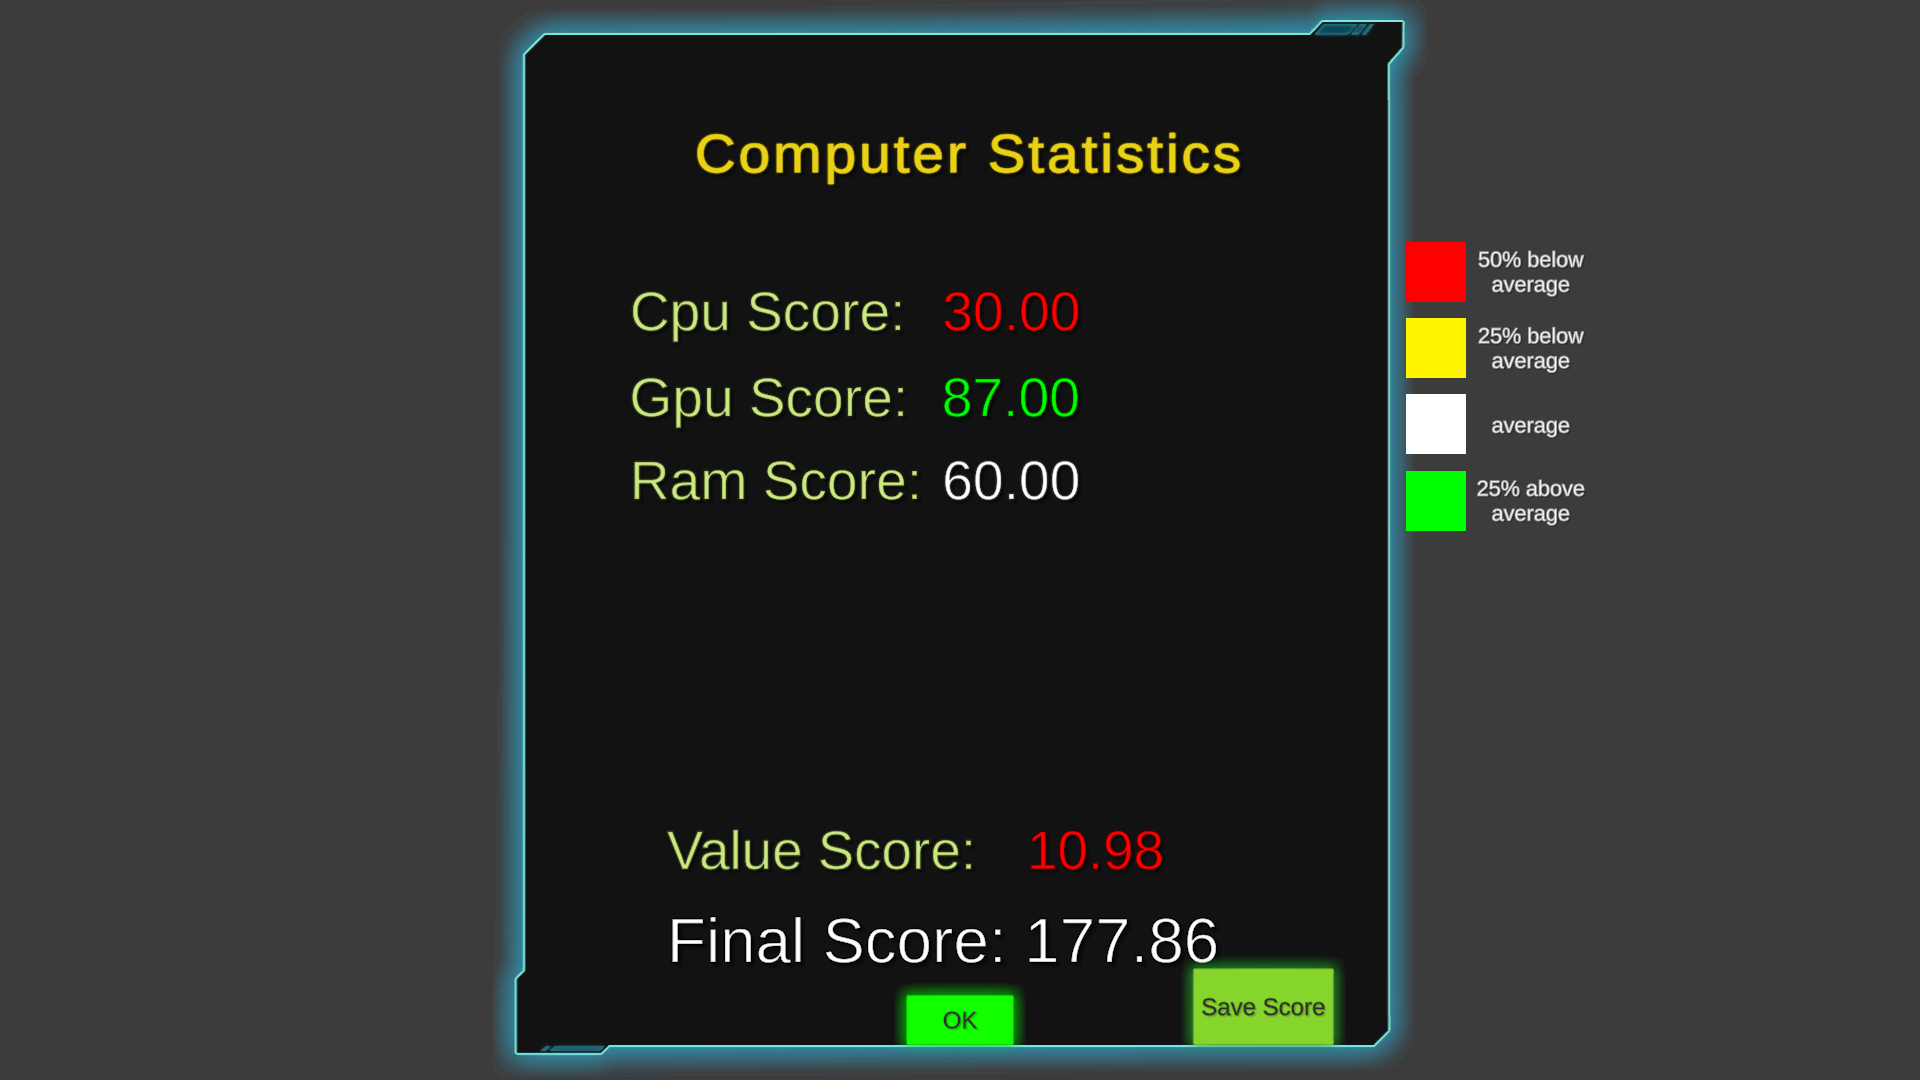 Computer Statistics
Cpu Score: 30.00
Gpu Score: 87.00
Ram Score: 60.00
Value Score: 10.98
Final Score: 177.86
OK
Save Score
50% below
average
25% below
average
average
25% above
average